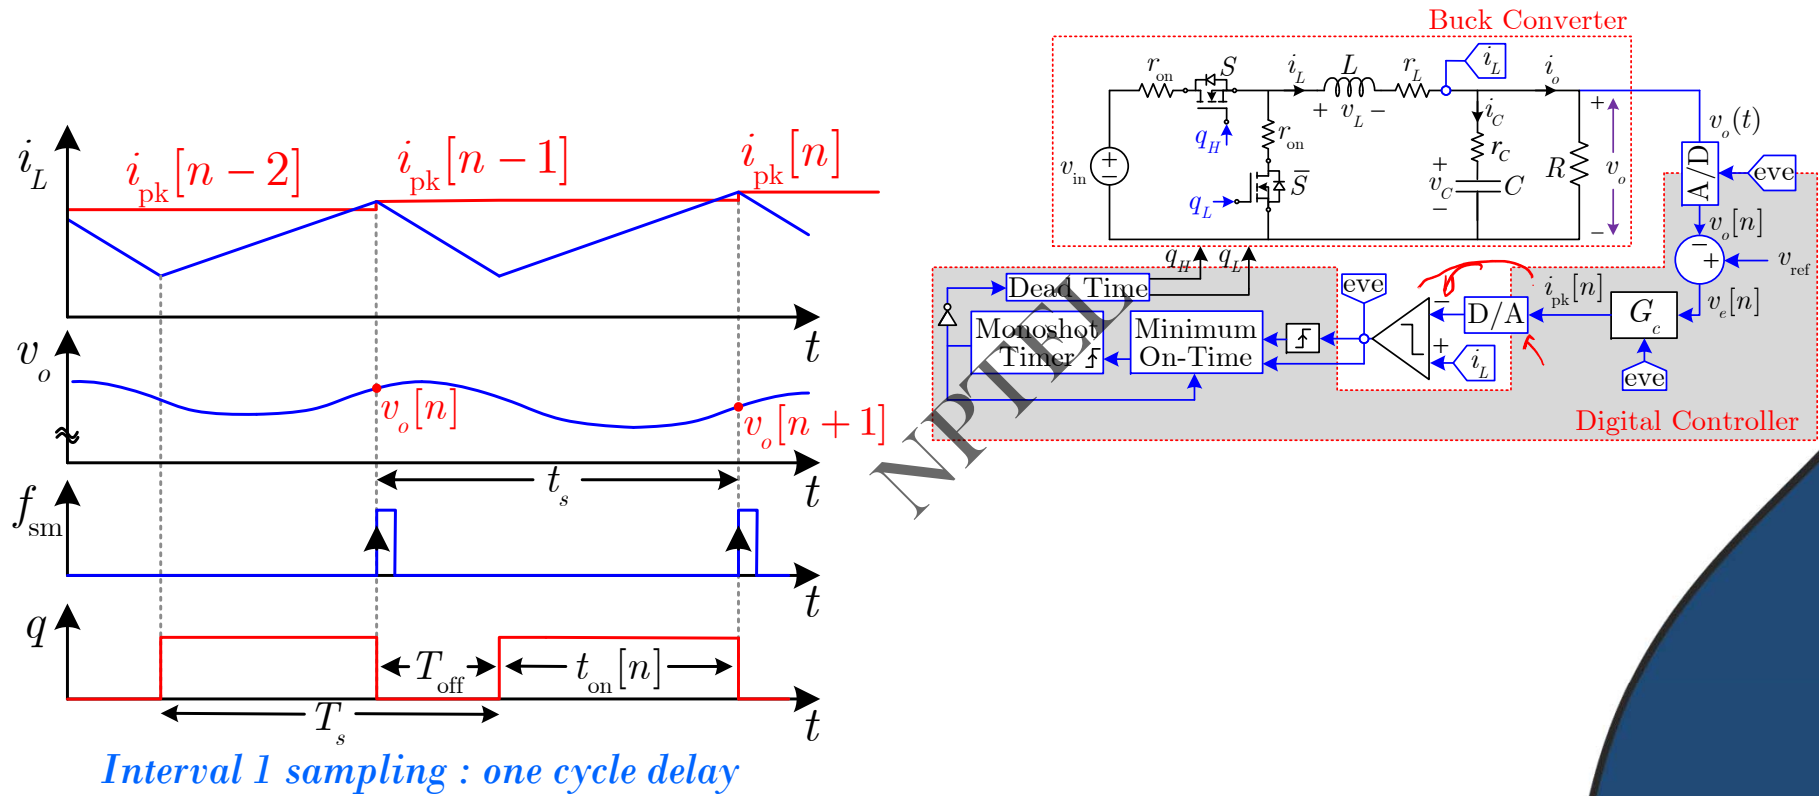 Buck Converter
r_on
S
i_L
L
r_L
i_L
i_o
+ v_L −
i_C
+
v_o(t)
q_H
r_on
r_C
A/D
eve
v_in
+
−
S̅
+
v_C
−
C
R
v_o
q_L
−
v_o[n]
q_H
q_L
−
+
v_ref
Dead Time
eve
i_pk[n]
v_e[n]
Monoshot
Timer
Minimum
On-Time
−
D/A
G_c
+
i_L
eve
Digital Controller
i_L
i_pk[n − 2]
i_pk[n − 1]
i_pk[n]
t
v_o
v_o[n]
v_o[n + 1]
t_s
t
f_sm
t
q
T_off
t_on[n]
T_s
t
Interval 1 sampling : one cycle delay
NPTEL